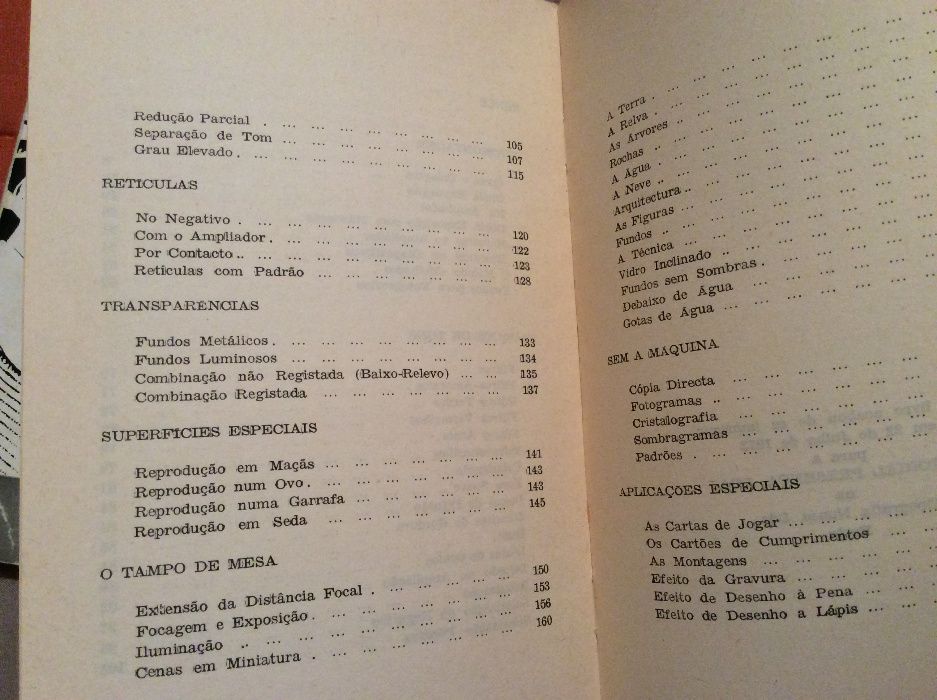 Redução Parcial . ... ... ... ... ... ... ... 105
Separação de Tom ... ... ... ... ... ... ... 107
Grau Elevado . ... ... ... ... ... ... ... ... 115
RETICULAS
No Negativo . ... ... ... ... ... ... ... ... 120
Com o Ampliador . ... ... ... ... ... ... ... 122
Por Contacto .. ... ... ... ... ... ... ... ... 123
Retículas com Padrão ... ... ... ... ... ... 128
TRANSPARÊNCIAS
Fundos Metálicos . ... ... ... ... ... ... ... 133
Fundos Luminosos ... ... ... ... ... ... ... 134
Combinação não Registada (Baixo-Relevo) ... ... 135
Combinação Registada ... ... ... ... ... ... 137
SUPERFÍCIES ESPECIAIS
Reprodução em Maçãs ... ... ... ... ... ... 141
Reprodução num Ovo . ... ... ... ... ... ... 143
Reprodução numa Garrafa ... ... ... ... ... 143
Reprodução em Seda ... ... ... ... ... ... 145
O TAMPO DE MESA
Extensão da Distância Focal . ... ... ... ... 150
Focagem e Exposição . ... ... ... ... ... ... 153
Iluminação .. ... ... ... ... ... ... ... ... 156
Cenas em Miniatura . ... ... ... ... ... ... 160
A Terra . ... ... ... ... ... ...
A Relva . ... ... ... ... ... ...
As Árvores .. ... ... ... ... ... ...
Rochas ... ... ... ... ... ... ...
A Água . ... ... ... ... ... ... ...
A Neve .. ... ... ... ... ... ...
Arquitectura .. ... ... ... ... ... ...
As Figuras ... ... ... ... ... ... ...
Fundos .. ... ... ... ... ... ...
A Técnica ... ... ... ... ... ... ...
Vidro Inclinado .. ... ... ... ... ...
Fundos sem Sombras . ... ... ... ...
Debaixo de Água ... ... ... ... ...
Gotas de Água ... ... ... ... ... ...
SEM A MÁQUINA
Cópia Directa ... ... ... ... ...
Fotogramas .. ... ... ... ... ...
Cristalografia ... ... ... ... ...
Sombragramas ... ... ... ... ...
Padrões . ... ... ... ... ... ...
APLICAÇÕES ESPECIAIS
As Cartas de Jogar ... ... ... ...
Os Cartões de Cumprimentos ... ...
As Montagens ... ... ... ... ...
Efeito da Gravura ... ... ... ...
Efeito de Desenho à Pena ... ... ...
Efeito de Desenho a Lápis ... ... ...